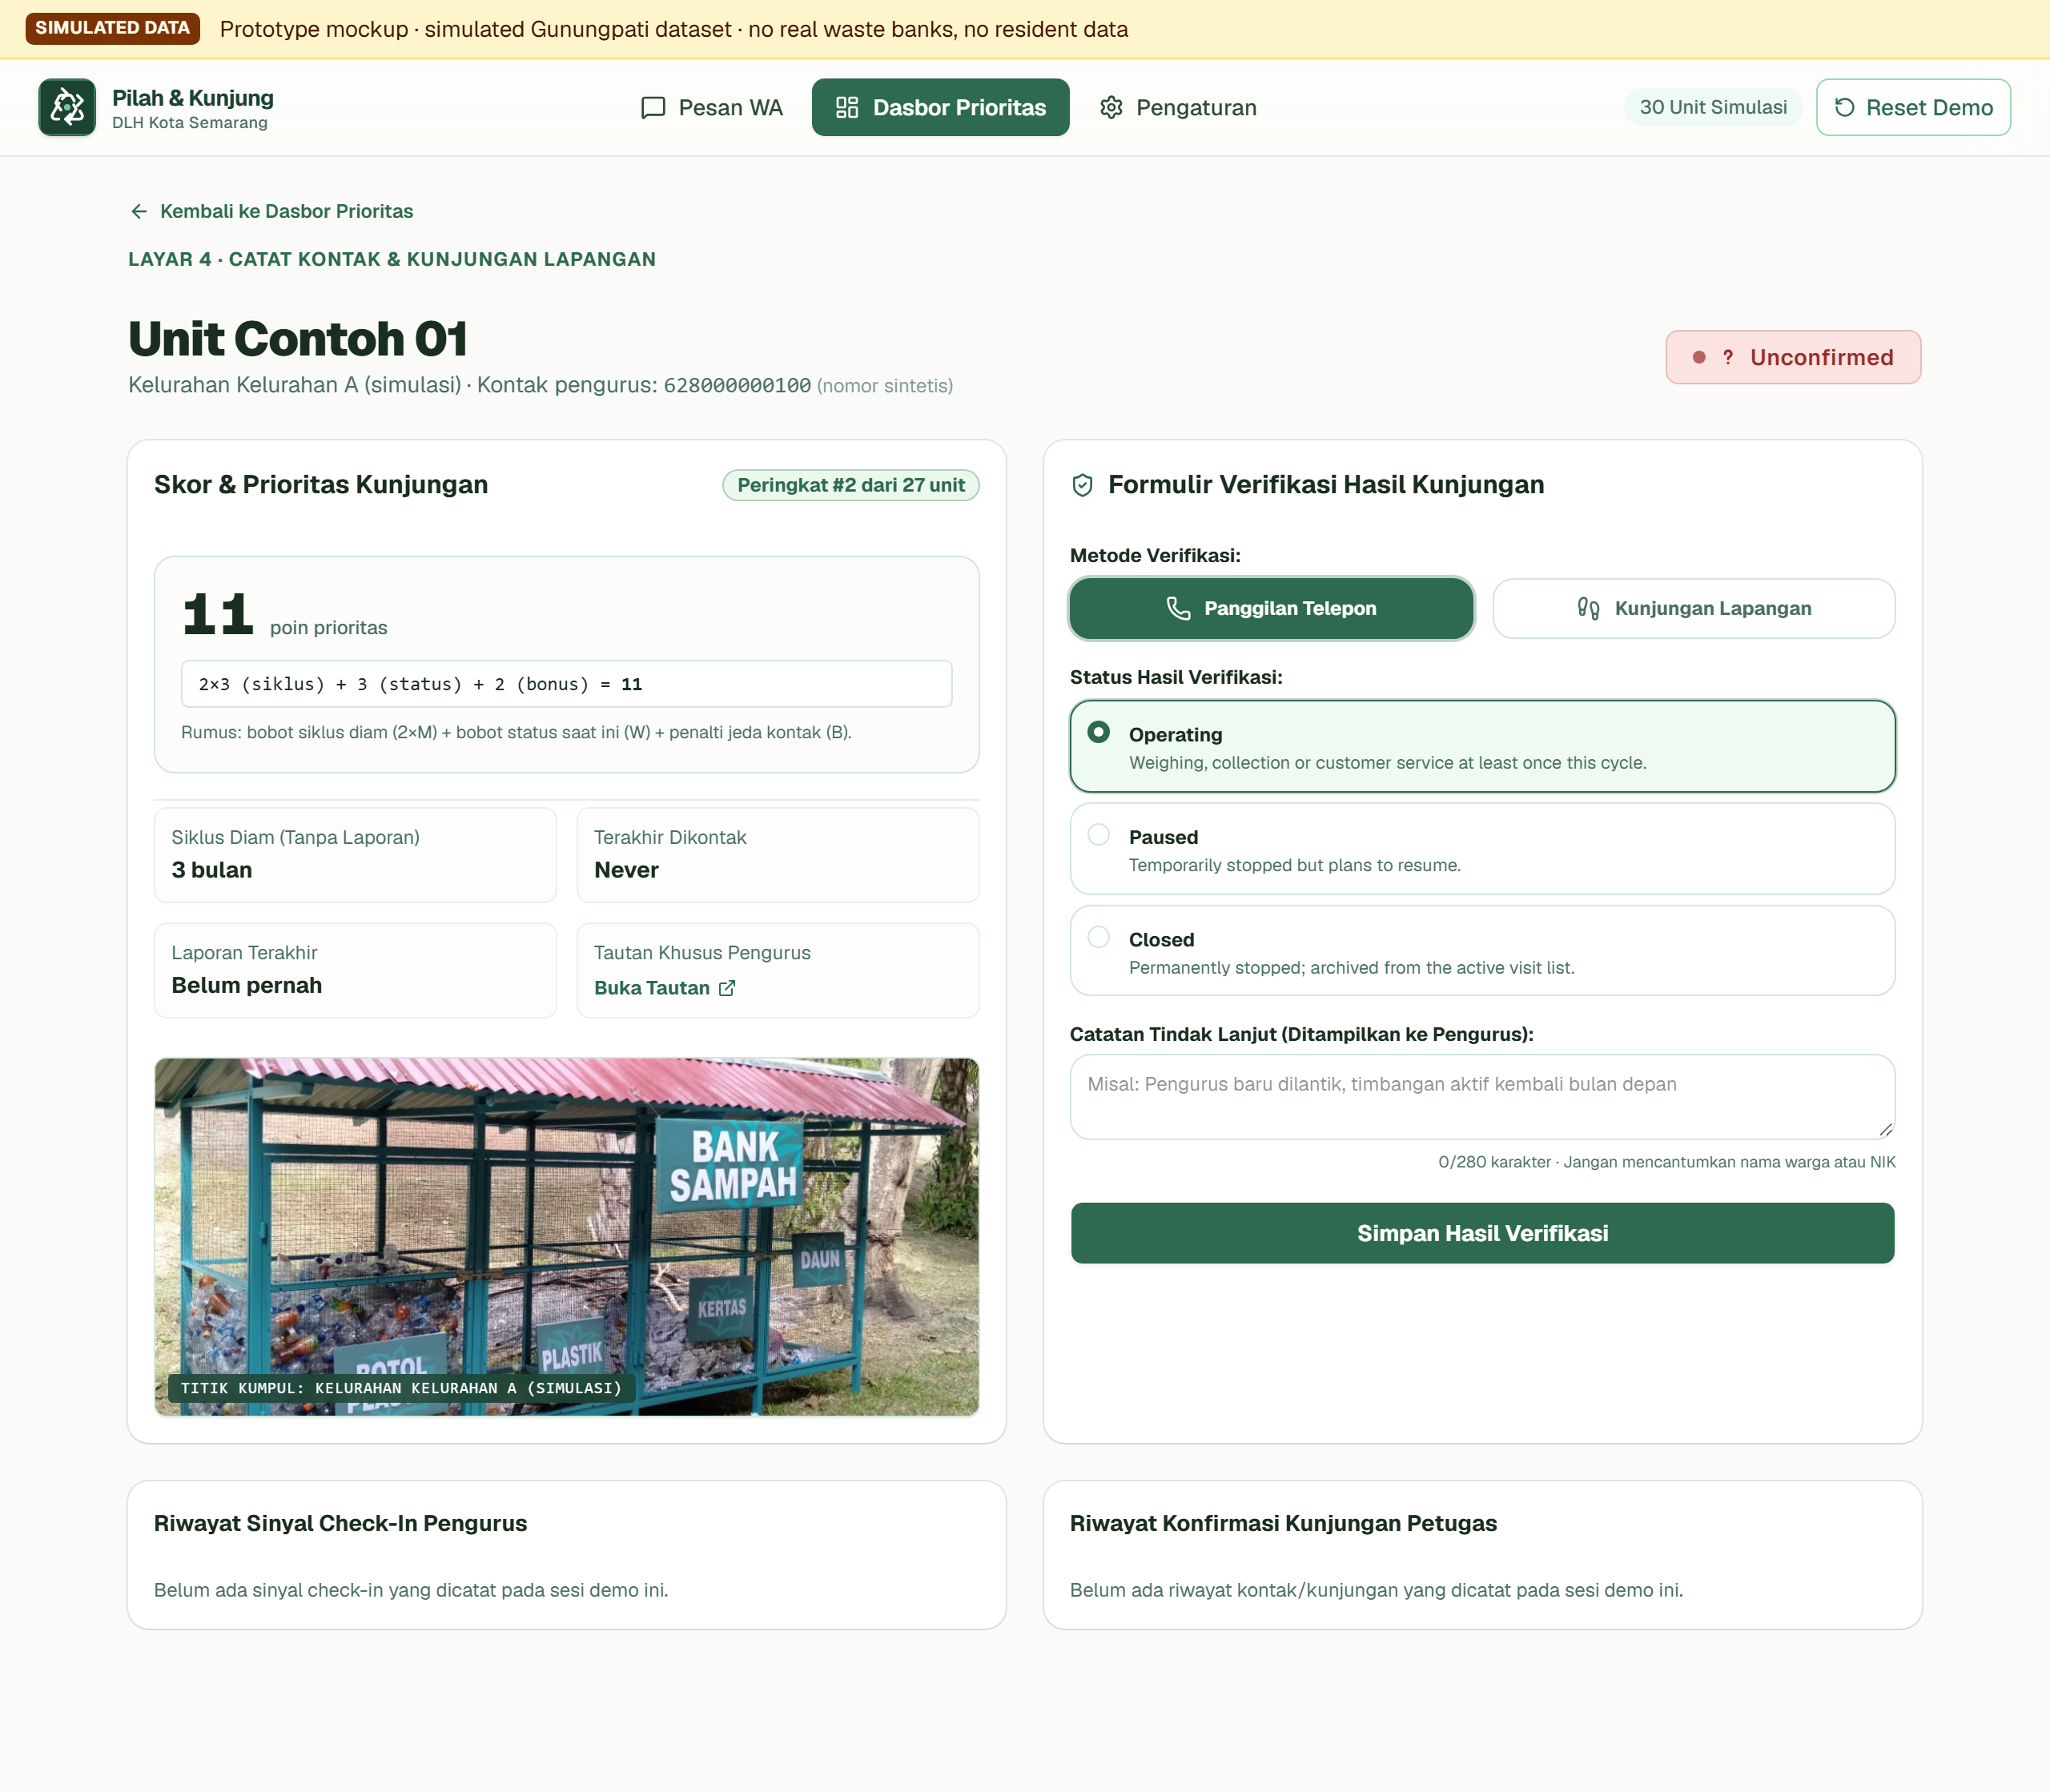 SIMULATED DATA Prototype mockup · simulated Gunungpati dataset · no real waste banks, no resident data
Pilah & Kunjung
DLH Kota Semarang
Pesan WA
Dasbor Prioritas
Pengaturan
30 Unit Simulasi
Reset Demo
Kembali ke Dasbor Prioritas
LAYAR 4 · CATAT KONTAK & KUNJUNGAN LAPANGAN
Unit Contoh 01
Kelurahan Kelurahan A (simulasi) · Kontak pengurus: 628000000100 (nomor sintetis)
? Unconfirmed
Skor & Prioritas Kunjungan
Peringkat #2 dari 27 unit
11 poin prioritas
2×3 (siklus) + 3 (status) + 2 (bonus) = 11
Rumus: bobot siklus diam (2×M) + bobot status saat ini (W) + penalti jeda kontak (B).
Siklus Diam (Tanpa Laporan)
3 bulan
Terakhir Dikontak
Never
Laporan Terakhir
Belum pernah
Tautan Khusus Pengurus
Buka Tautan
BANK
SAMPAH
DAUN
KERTAS
PLASTIK
BOTOL
TITIK KUMPUL: KELURAHAN KELURAHAN A (SIMULASI)
Formulir Verifikasi Hasil Kunjungan
Metode Verifikasi:
Panggilan Telepon
Kunjungan Lapangan
Status Hasil Verifikasi:
Operating
Weighing, collection or customer service at least once this cycle.
Paused
Temporarily stopped but plans to resume.
Closed
Permanently stopped; archived from the active visit list.
Catatan Tindak Lanjut (Ditampilkan ke Pengurus):
Misal: Pengurus baru dilantik, timbangan aktif kembali bulan depan
0/280 karakter · Jangan mencantumkan nama warga atau NIK
Simpan Hasil Verifikasi
Riwayat Sinyal Check-In Pengurus
Belum ada sinyal check-in yang dicatat pada sesi demo ini.
Riwayat Konfirmasi Kunjungan Petugas
Belum ada riwayat kontak/kunjungan yang dicatat pada sesi demo ini.